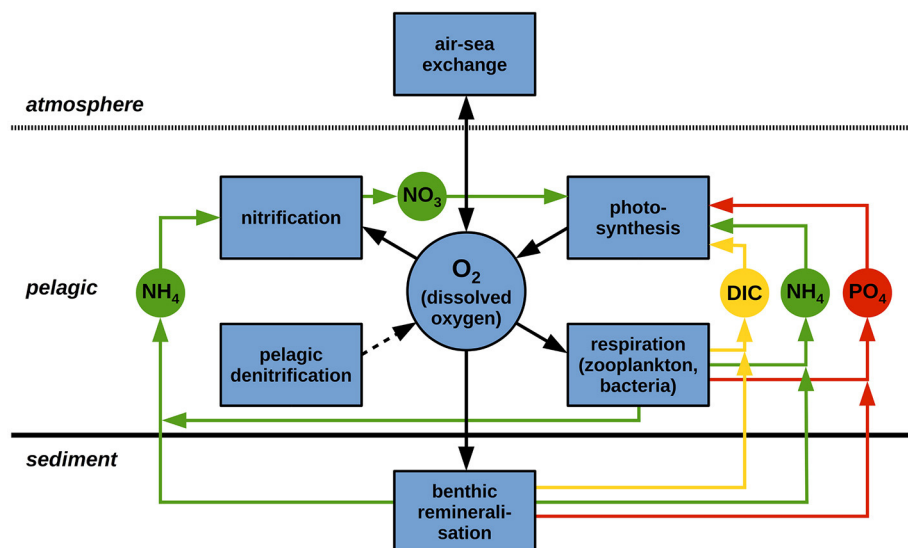 air-sea
exchange
atmosphere
nitrification
NO₃
photo-
synthesis
O₂
(dissolved
oxygen)
pelagic
NH₄
DIC
NH₄
PO₄
pelagic
denitrification
respiration
(zooplankton,
bacteria)
sediment
benthic
reminerali-
sation